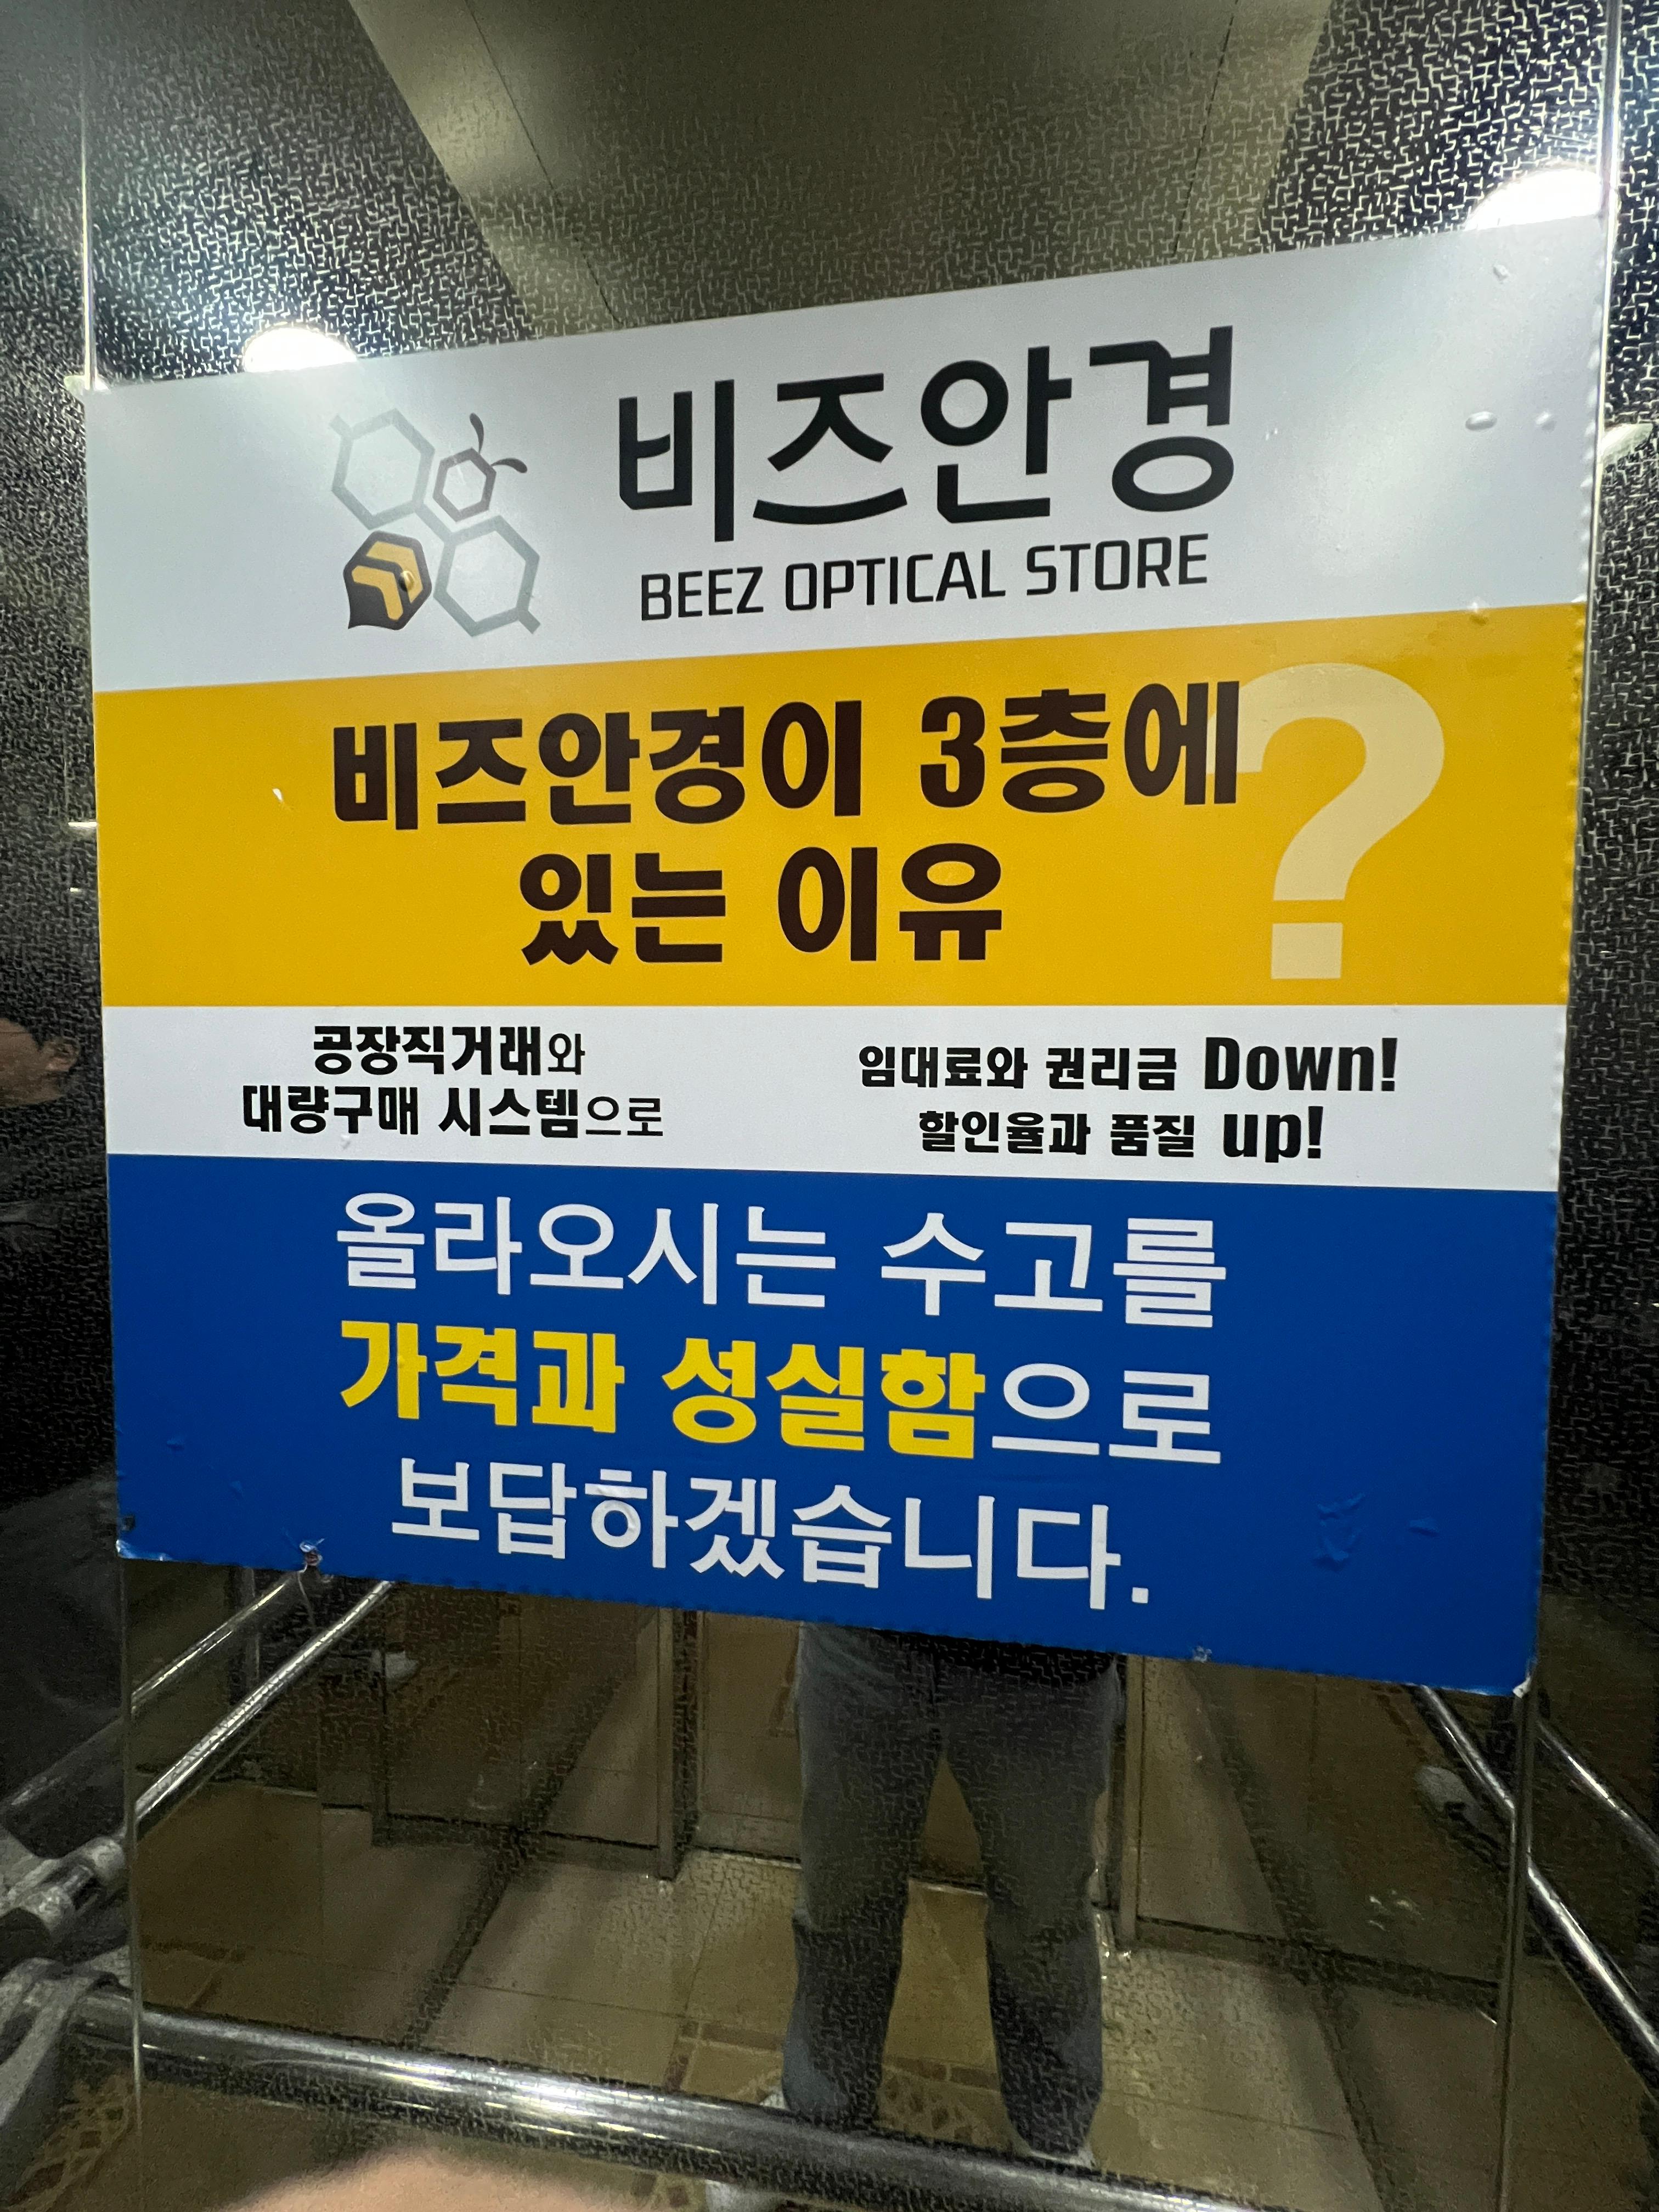 비즈안경
BEEZ OPTICAL STORE
비즈안경이 3층에
있는 이유
?
공장직거래와
대량구매 시스템으로
임대료와 권리금 Down!
할인율과 품질 up!
올라오시는 수고를
가격과 성실함으로
보답하겠습니다.